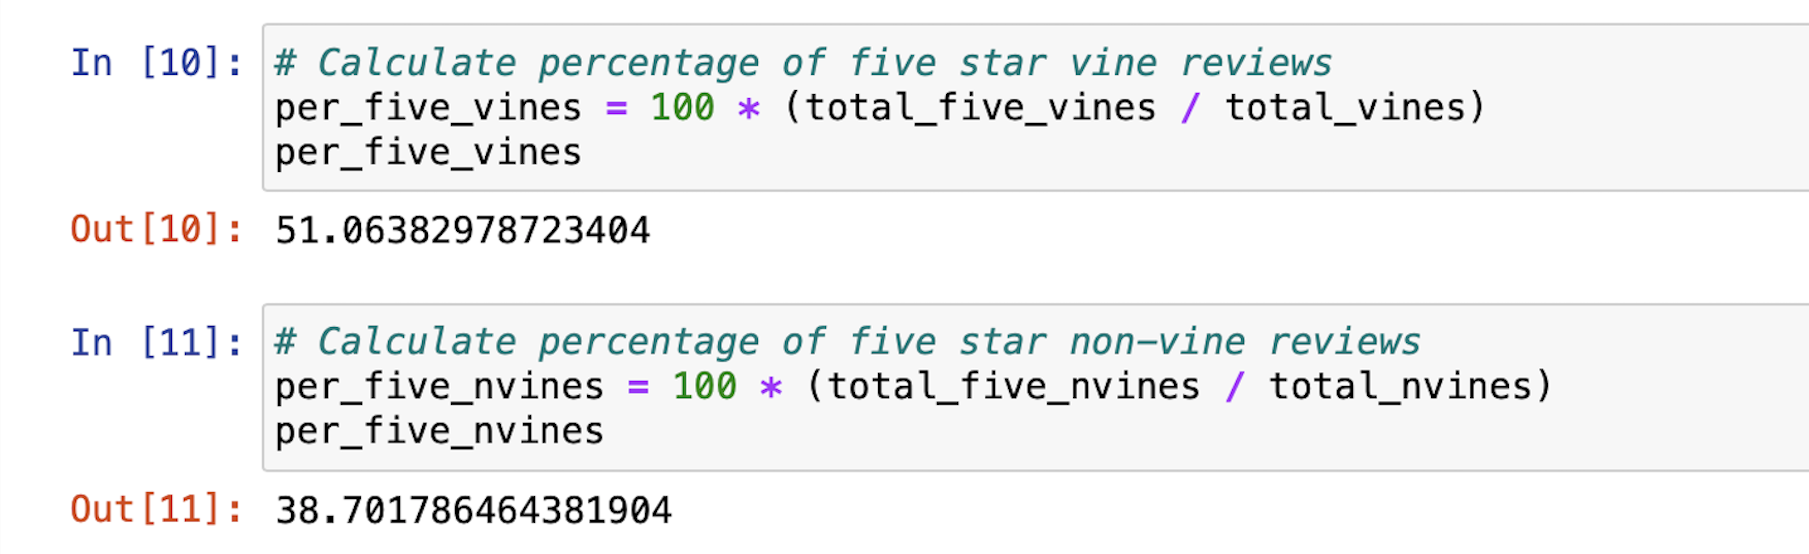 In [10]: # Calculate percentage of five star vine reviews
per_five_vines = 100 * (total_five_vines / total_vines)
per_five_vines
Out[10]: 51.06382978723404
In [11]: # Calculate percentage of five star non-vine reviews
per_five_nvines = 100 * (total_five_nvines / total_nvines)
per_five_nvines
Out[11]: 38.701786464381904